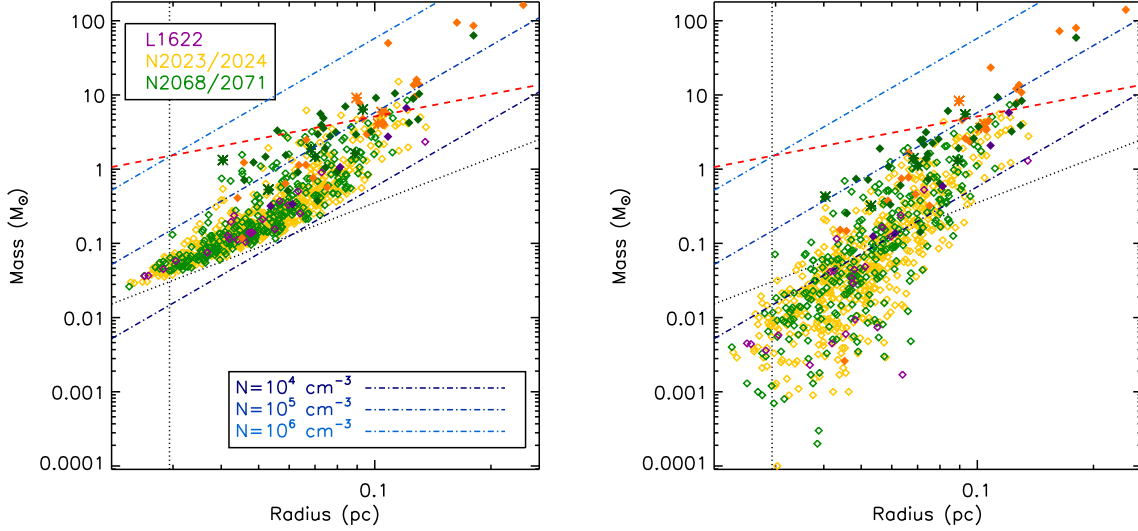 L1622
N2023/2024
N2068/2071
N=10⁴ cm⁻³
N=10⁵ cm⁻³
N=10⁶ cm⁻³
100
10
1
0.1
0.01
0.001
0.0001
Mass (M⊙)
0.1
Radius (pc)
100
10
1
0.1
0.01
0.001
0.0001
Mass (M⊙)
0.1
Radius (pc)